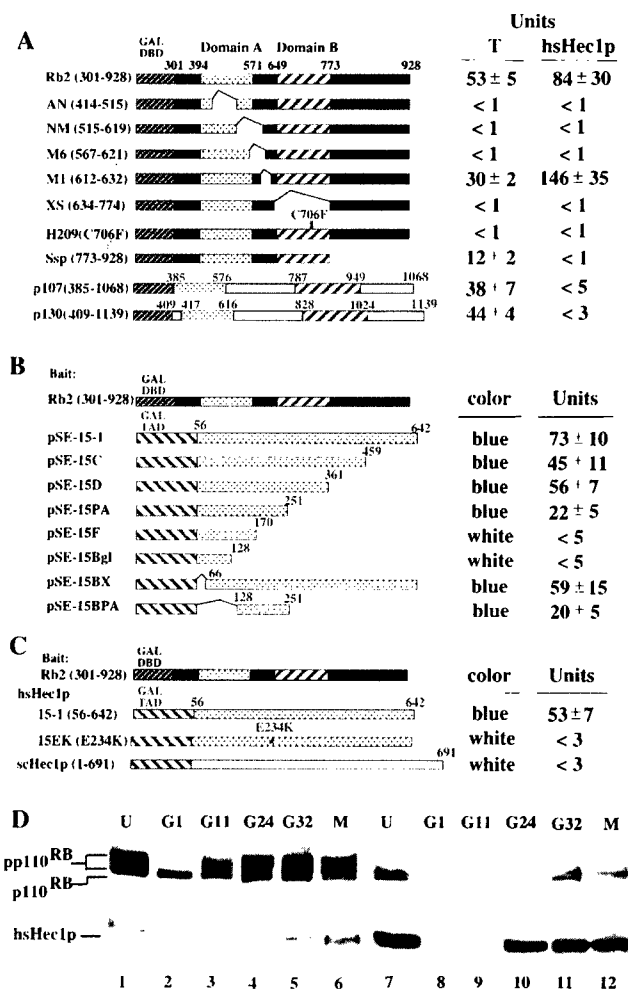 A
Units
GAL DBD
Domain A Domain B
T hsHec1p
301 394 571 649 773 928
Rb2 (301-928) 53 ± 5 84 ± 30
AN (414-515) < 1 < 1
NM (515-619) < 1 < 1
M6 (567-621) < 1 < 1
M1 (612-632) 30 ± 2 146 ± 35
XS (634-774) < 1 < 1
C706F
H209(C706F) < 1 < 1
Ssp (773-928) 12 ± 2 < 1
385 576 787 949 1068
p107(385-1068) 38 ± 7 < 5
409 417 616 828 1024 1139
p130(409-1139) 44 ± 4 < 3
B
Bait:
GAL DBD
Rb2 (301-928) color Units
GAL TAD
56 642
pSE-15-1 blue 73 ± 10
459
pSE-15C blue 45 ± 11
361
pSE-15D blue 56 ± 7
251
pSE-15PA blue 22 ± 5
170
pSE-15F white < 5
128
pSE-15Bgl white < 5
66
pSE-15BX blue 59 ± 15
128 251
pSE-15BPA blue 20 ± 5
C
Bait:
GAL DBD
Rb2 (301-928) color Units
hsHec1p
GAL TAD
56 642
15-1 (56-642) blue 53 ± 7
E234K
15EK (E234K) white < 3
691
scHec1p (1-691) white < 3
D
U G1 G11 G24 G32 M U G1 G11 G24 G32 M
pp110RB
p110RB
hsHec1p
1 2 3 4 5 6 7 8 9 10 11 12